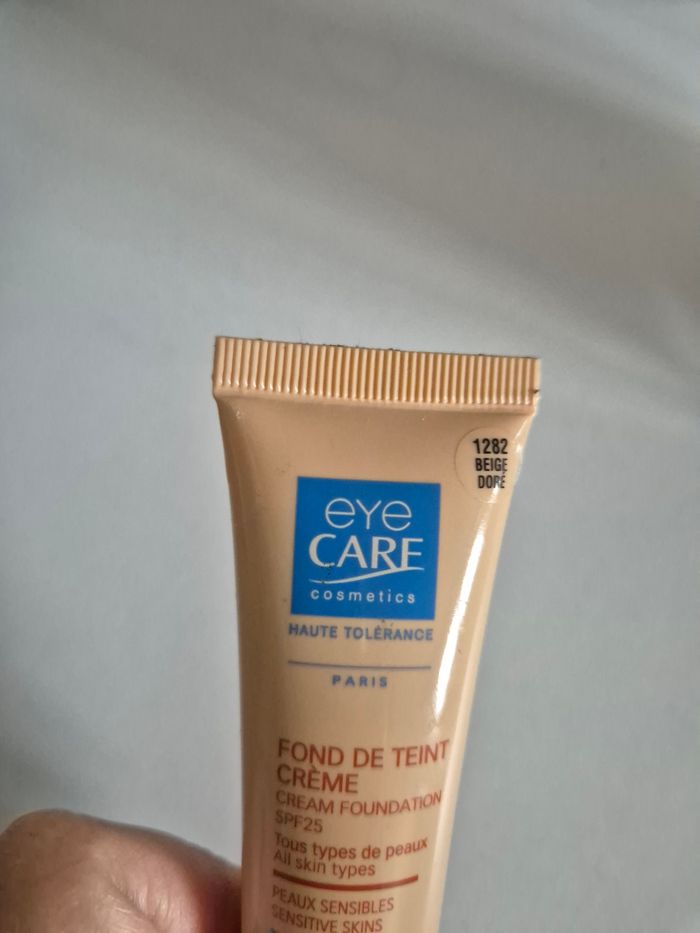 1282
BEIGE
DORÉ
eye
CARE
cosmetics
HAUTE TOLÉRANCE
PARIS
FOND DE TEINT
CRÈME
CREAM FOUNDATION
SPF25
Tous types de peaux
All skin types
PEAUX SENSIBLES
SENSITIVE SKINS